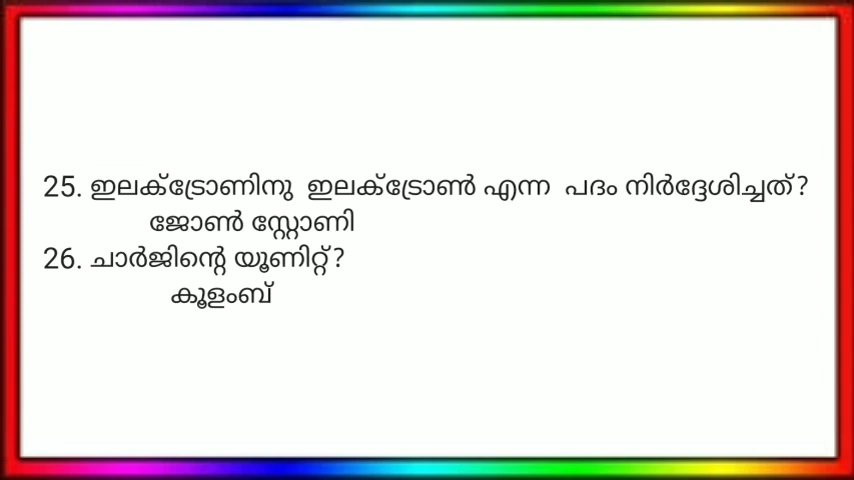 25. ഇലക്ട്രോണിനു ഇലക്ട്രോൺ എന്ന പദം നിർദ്ദേശിച്ചത്?
ജോൺ സ്റ്റോണി
26. ചാർജിന്റെ യൂണിറ്റ്?
കൂളംബ്